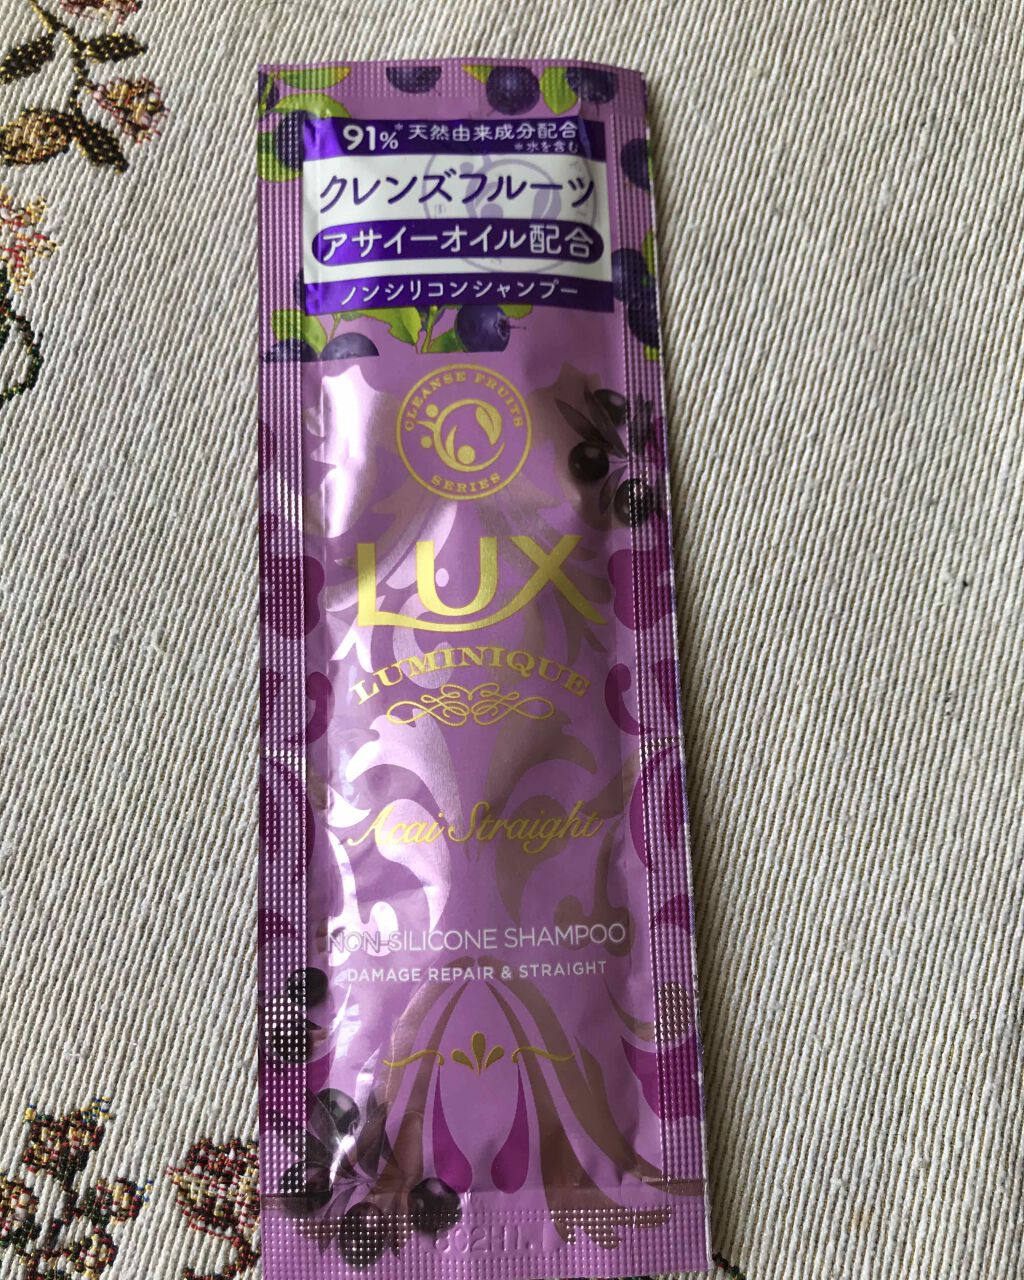 91%*天然由来成分配合
*水を含む
クレンズフルーツ
アサイーオイル配合
ノンシリコンシャンプー
CLEANSE FRUITS
SERIES
LUX
LUMINIQUE
Acai Straight
NON-SILICONE SHAMPOO
DAMAGE REPAIR & STRAIGHT